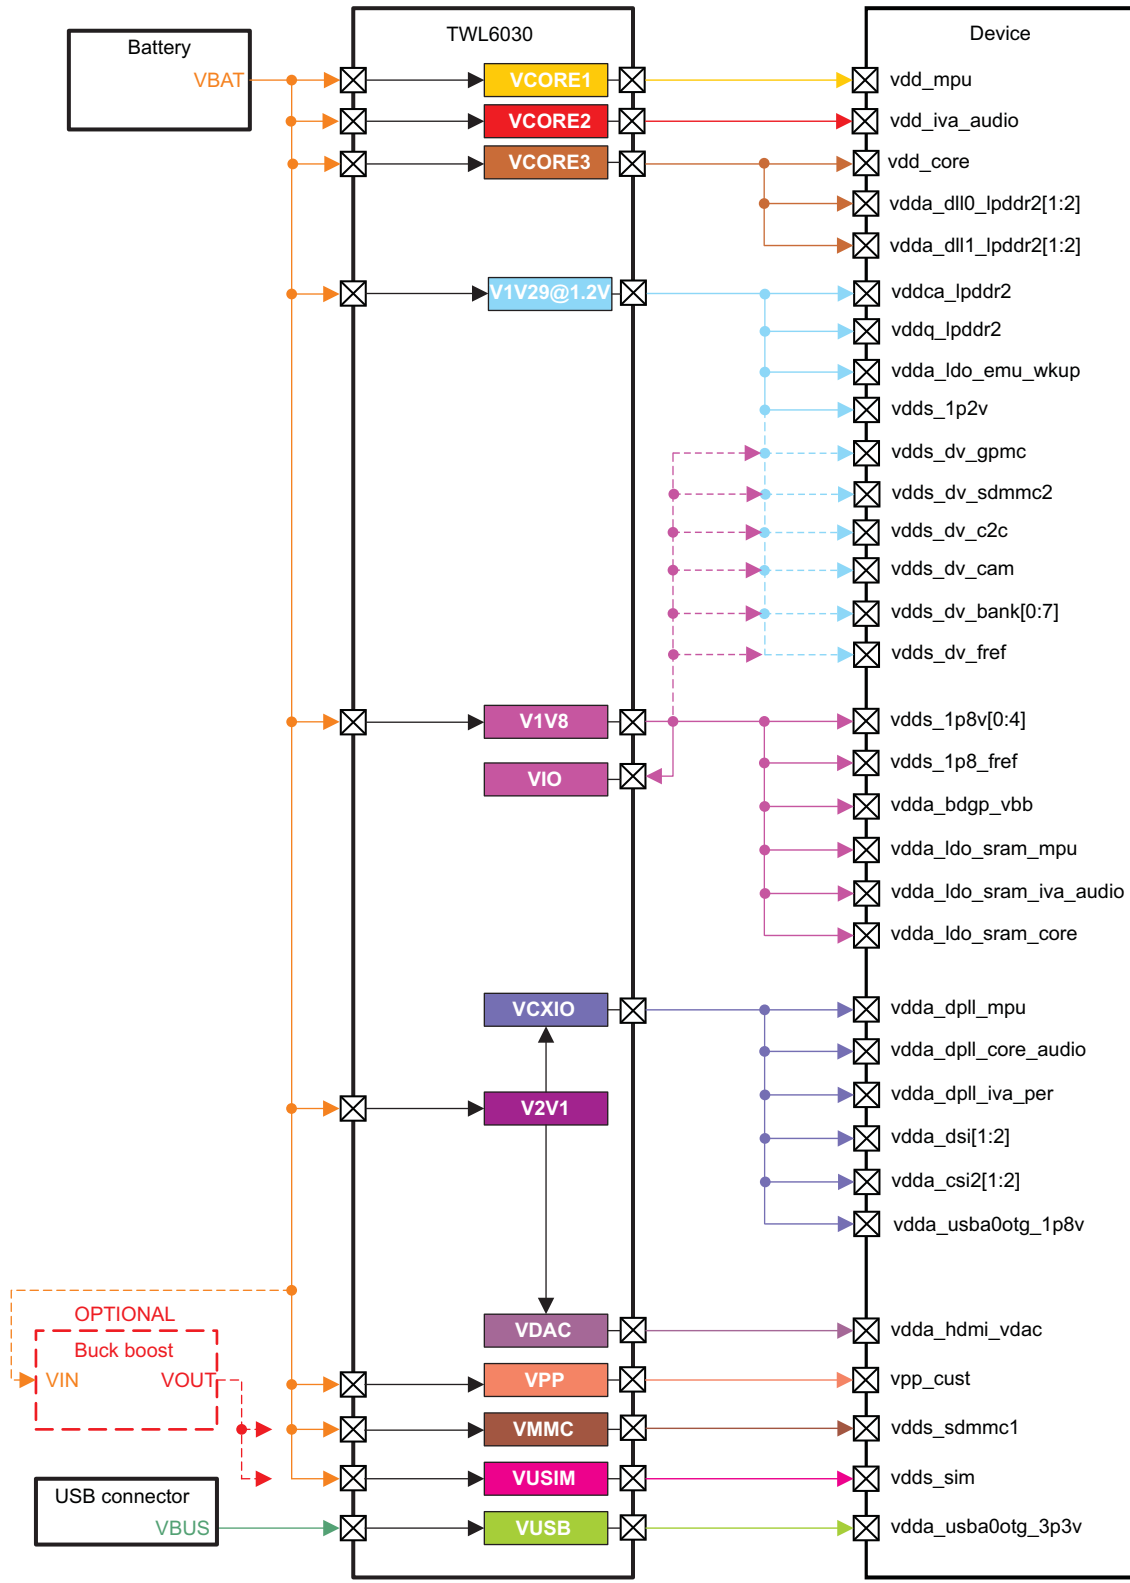 Battery
TWL6030
Device
VBAT
VCORE1
vdd_mpu
VCORE2
vdd_iva_audio
VCORE3
vdd_core
vdda_dll0_lpddr2[1:2]
vdda_dll1_lpddr2[1:2]
V1V29@1.2V
vddca_lpddr2
vddq_lpddr2
vdda_ldo_emu_wkup
vdds_1p2v
vdds_dv_gpmc
vdds_dv_sdmmc2
vdds_dv_c2c
vdds_dv_cam
vdds_dv_bank[0:7]
vdds_dv_fref
V1V8
vdds_1p8v[0:4]
vdds_1p8_fref
VIO
vdda_bdgp_vbb
vdda_ldo_sram_mpu
vdda_ldo_sram_iva_audio
vdda_ldo_sram_core
VCXIO
vdda_dpll_mpu
vdda_dpll_core_audio
V2V1
vdda_dpll_iva_per
vdda_dsi[1:2]
vdda_csi2[1:2]
vdda_usba0otg_1p8v
OPTIONAL
VDAC
vdda_hdmi_vdac
Buck boost
VIN
VOUT
VPP
vpp_cust
VMMC
vdds_sdmmc1
VUSIM
vdds_sim
USB connector
VBUS
VUSB
vdda_usba0otg_3p3v